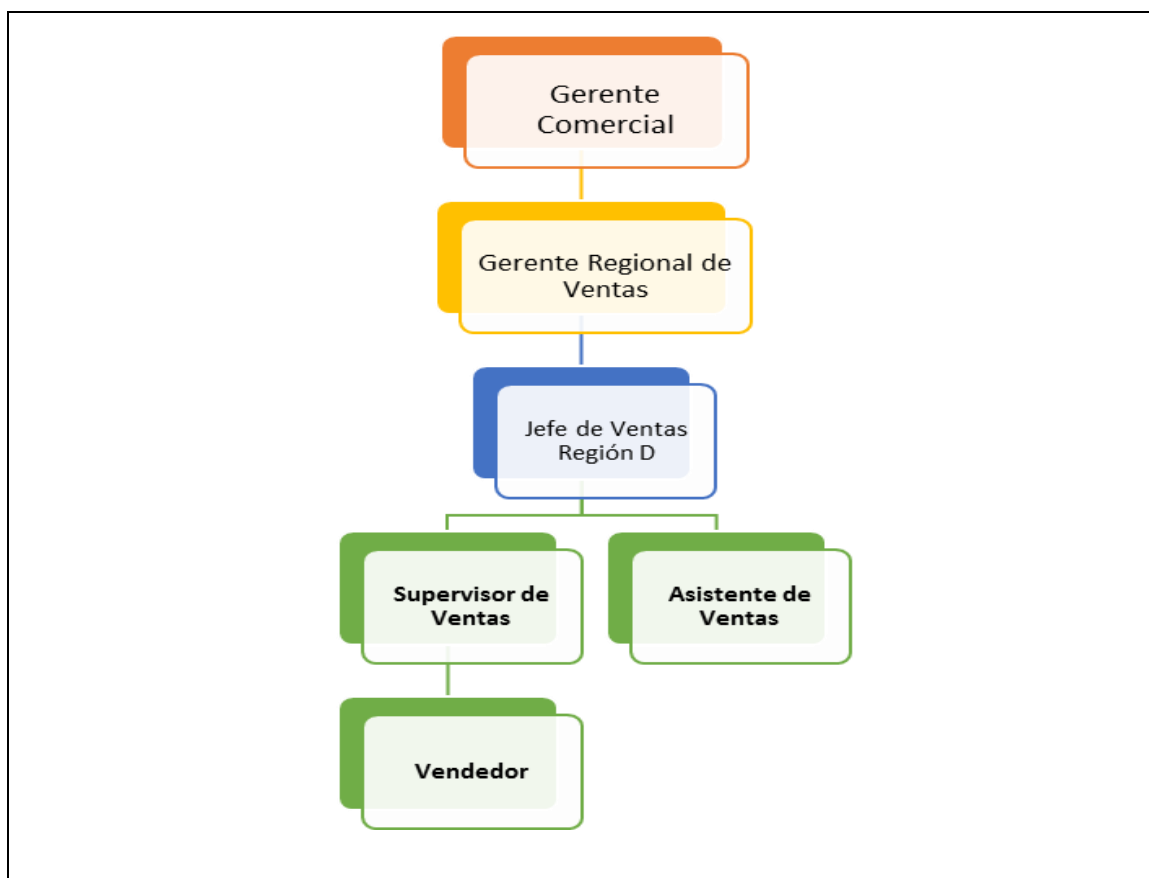 Gerente
Comercial
Gerente Regional de
Ventas
Jefe de Ventas
Región D
Supervisor de
Ventas
Asistente de
Ventas
Vendedor